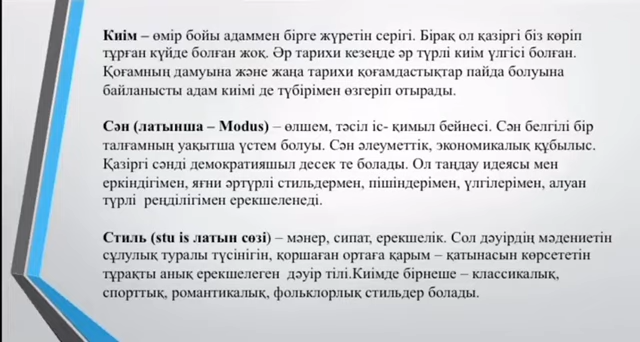 Киім – өмір бойы адаммен бірге жүретін серігі. Бірақ ол қазіргі біз көріп
тұрған күйде болған жоқ. Әр тарихи кезеңде әр түрлі киім үлгісі болған.
Қоғамның дамуына және жаңа тарихи қоғамдастықтар пайда болуына
байланысты адам киімі де түбірімен өзгеріп отырады.
Сән (латынша – Modus) – өлшем, тәсіл іс- қимыл бейнесі. Сән белгілі бір
талғамның уақытша үстем болуы. Сән әлеуметтік, экономикалық құбылыс.
Қазіргі сәнді демократияшыл десек те болады. Ол таңдау идеясы мен
еркіндігімен, яғни әртүрлі стильдермен, пішіндерімен, үлгілерімен, алуан
түрлі реңділігімен ерекшеленеді.
Стиль (stu is латын сөзі) – мәнер, сипат, ерекшелік. Сол дәуірдің мәдениетін
сұлулық туралы түсінігін, қоршаған ортаға қарым – қатынасын көрсететін
тұрақты анық ерекшелеген дәуір тілі.Киімде бірнеше – классикалық,
спорттық, романтикалық, фольклорлық стильдер болады.